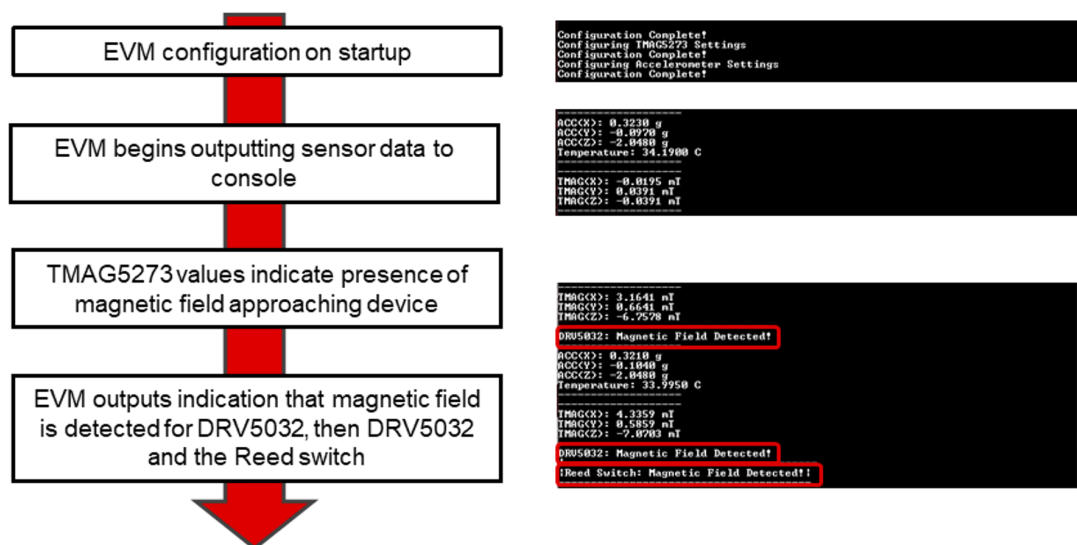 EVM configuration on startup
Configuration Complete!
Configuring TMAG5273 Settings
Configuration Complete!
Configuring Accelerometer Settings
Configuration Complete!
EVM begins outputting sensor data to
console
--------------------
ACC(X): 0.3230 g
ACC(Y): -0.0970 g
ACC(Z): -2.0480 g
Temperature: 34.1900 C
--------------------
--------------------
TMAG(X): -0.0195 mT
TMAG(Y): 0.0391 mT
TMAG(Z): -0.0391 mT
--------------------
TMAG5273 values indicate presence of
magnetic field approaching device
--------------------
TMAG(X): 3.1641 mT
TMAG(Y): 0.6641 mT
TMAG(Z): -6.7578 mT
DRV5032: Magnetic Field Detected!
--------------------
ACC(X): 0.3210 g
ACC(Y): -0.1040 g
ACC(Z): -2.0480 g
Temperature: 33.9950 C
--------------------
--------------------
TMAG(X): 4.3359 mT
TMAG(Y): 0.5859 mT
TMAG(Z): -7.0703 mT
EVM outputs indication that magnetic field
is detected for DRV5032, then DRV5032
and the Reed switch
DRV5032: Magnetic Field Detected!
|Reed Switch: Magnetic Field Detected!|